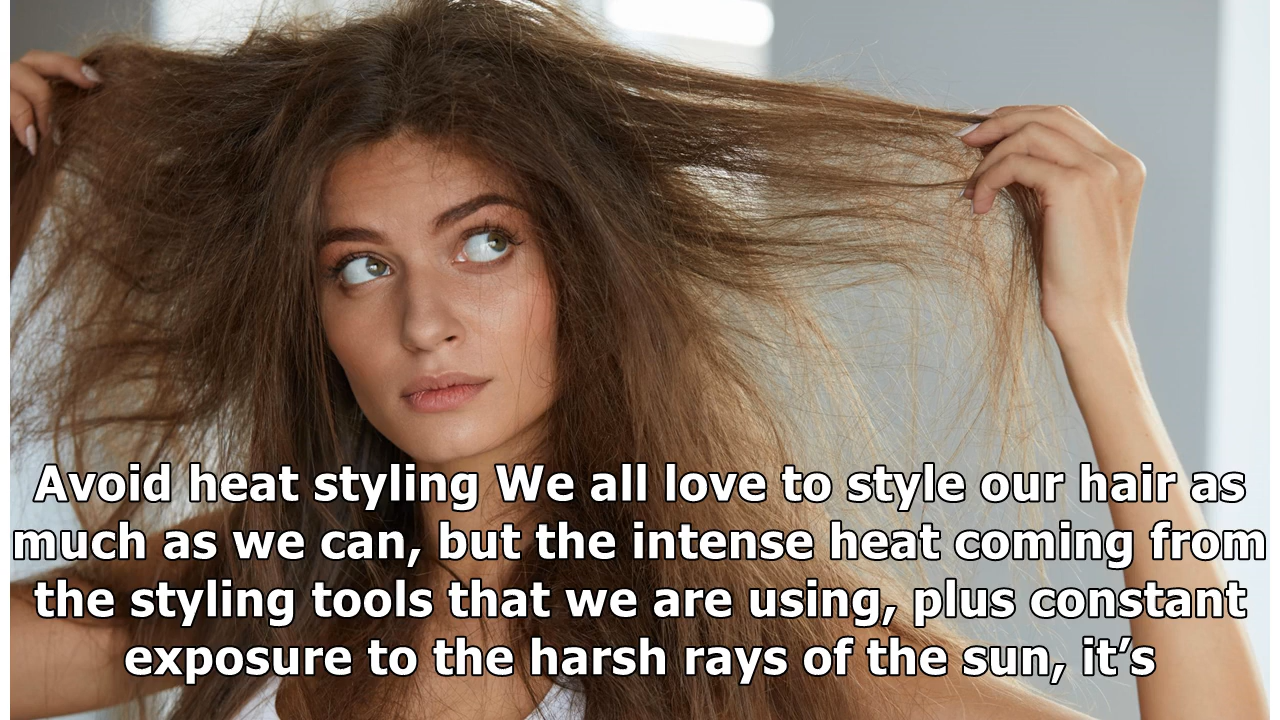 Avoid heat styling We all love to style our hair as
much as we can, but the intense heat coming from
the styling tools that we are using, plus constant
exposure to the harsh rays of the sun, it’s